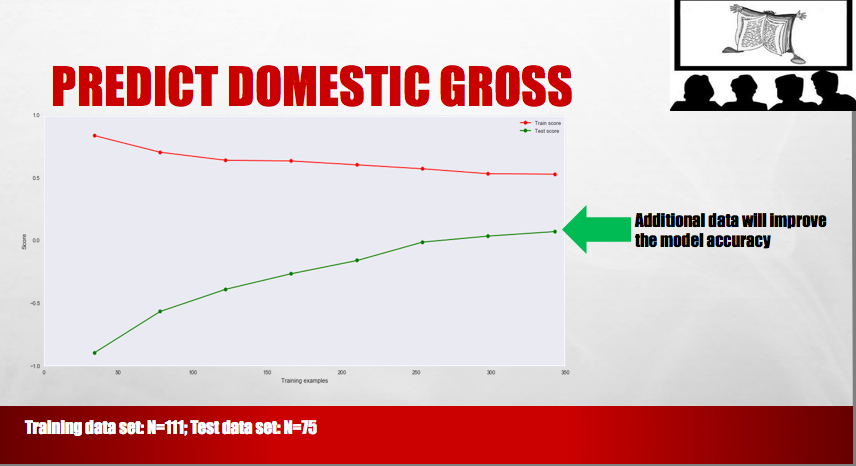 PREDICT DOMESTIC GROSS
1.0
Train score
Test score
0.5
Additional data will improve
the model accuracy
Score
0.0
−0.5
−1.0
0 50 100 150 200 250 300 350
Training examples
Training data set: N=111; Test data set: N=75